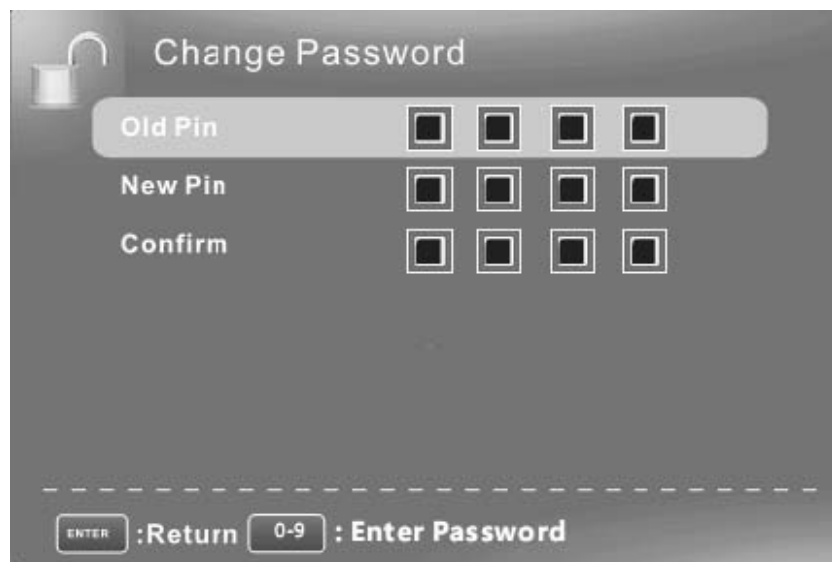 Change Password
Old Pin
New Pin
Confirm
ENTER :Return 0-9 : Enter Password